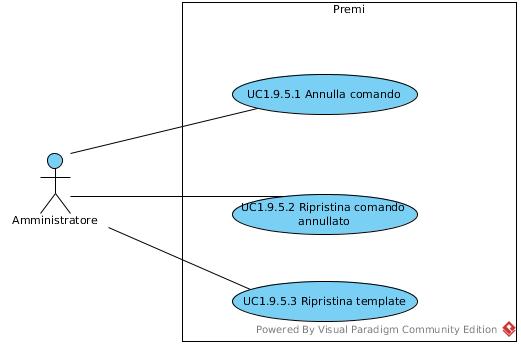 Premi
UC1.9.5.1 Annulla comando
Amministratore
UC1.9.5.2 Ripristina comando
annullato
UC1.9.5.3 Ripristina template
Powered By Visual Paradigm Community Edition